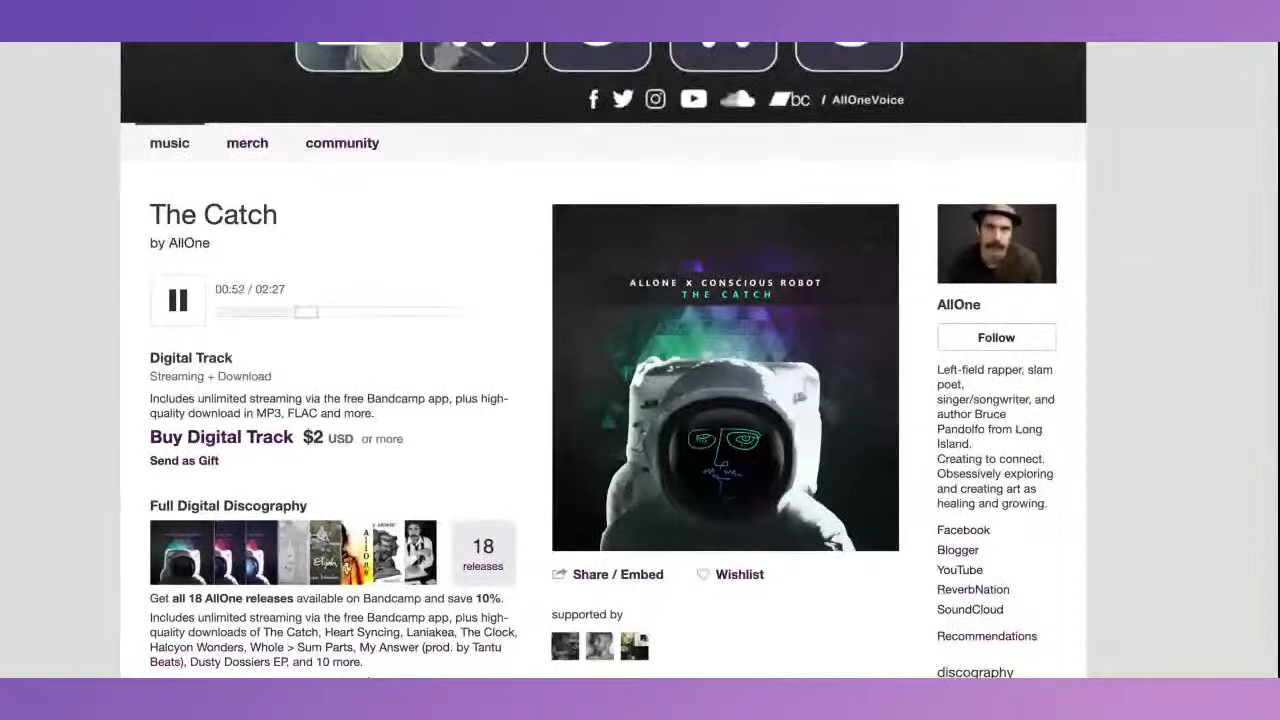 bc / AllOneVoice
music merch community
The Catch
by AllOne
00:52 / 02:27
Digital Track
Streaming + Download
Includes unlimited streaming via the free Bandcamp app, plus high-
quality download in MP3, FLAC and more.
Buy Digital Track $2 USD or more
Send as Gift
Full Digital Discography
18
releases
Get all 18 AllOne releases available on Bandcamp and save 10%.
Includes unlimited streaming via the free Bandcamp app, plus high-
quality downloads of The Catch, Heart Syncing, Laniakea, The Clock,
Halcyon Wonders, Whole > Sum Parts, My Answer (prod. by Tantu
Beats), Dusty Dossiers EP, and 10 more.
ALLONE X CONSCIOUS ROBOT
THE CATCH
Share / Embed Wishlist
supported by
AllOne
Follow
Left-field rapper, slam
poet,
singer/songwriter, and
author Bruce
Pandolfo from Long
Island.
Creating to connect.
Obsessively exploring
and creating art as
healing and growing.
Facebook
Blogger
YouTube
ReverbNation
SoundCloud
Recommendations
discography